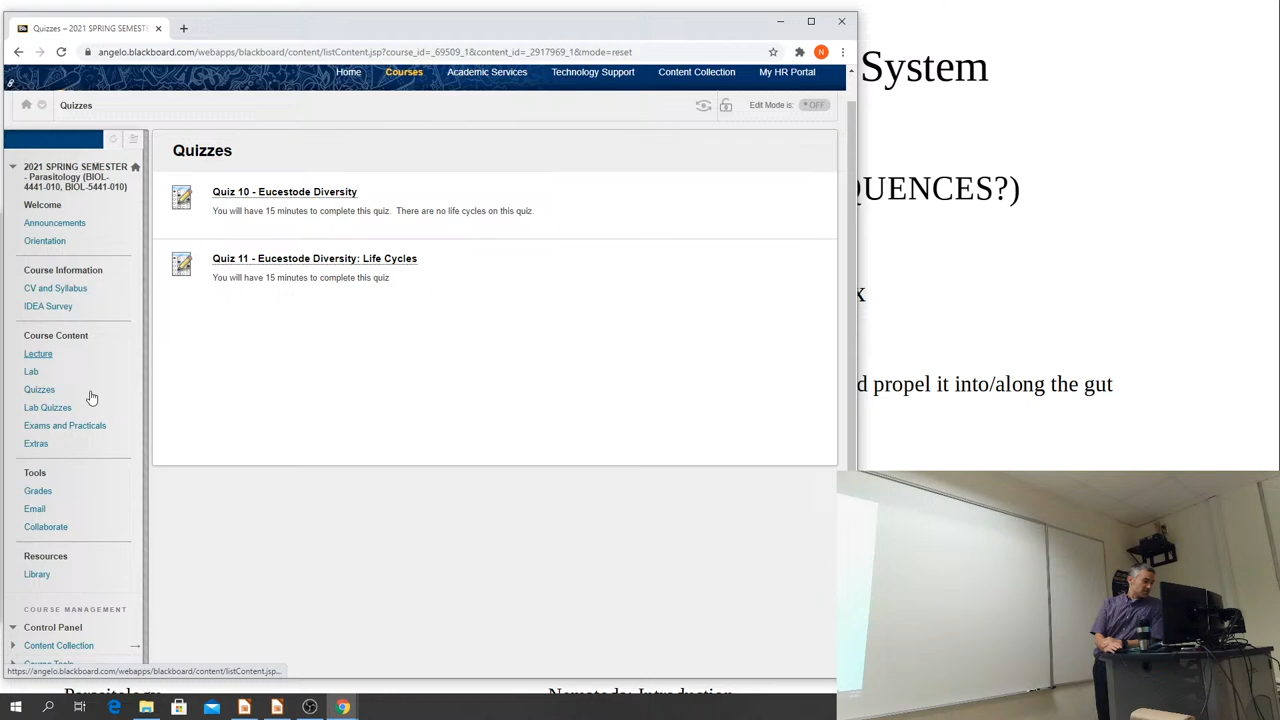 Quizzes – 2021 SPRING SEMEST
angelo.blackboard.com/webapps/blackboard/content/listContent.jsp?course_id=_69509_1&content_id=_2917969_1&mode=reset
N
Home Courses Academic Services Technology Support Content Collection My HR Portal
Quizzes
Edit Mode is: OFF
2021 SPRING SEMESTER
- Parasitology (BIOL-
4441-010, BIOL-5441-010)
Welcome
Announcements
Orientation
Course Information
CV and Syllabus
IDEA Survey
Course Content
Lecture
Lab
Quizzes
Lab Quizzes
Exams and Practicals
Extras
Tools
Grades
Email
Collaborate
Resources
Library
COURSE MANAGEMENT
Control Panel
Content Collection
Course Tools
Quizzes
Quiz 10 - Eucestode Diversity
You will have 15 minutes to complete this quiz. There are no life cycles on this quiz.
Quiz 11 - Eucestode Diversity: Life Cycles
You will have 15 minutes to complete this quiz
https://angelo.blackboard.com/webapps/blackboard/content/listContent.jsp...
System
QUENCES?)
x
d propel it into/along the gut
Parasitology
Nematoda: Introduction